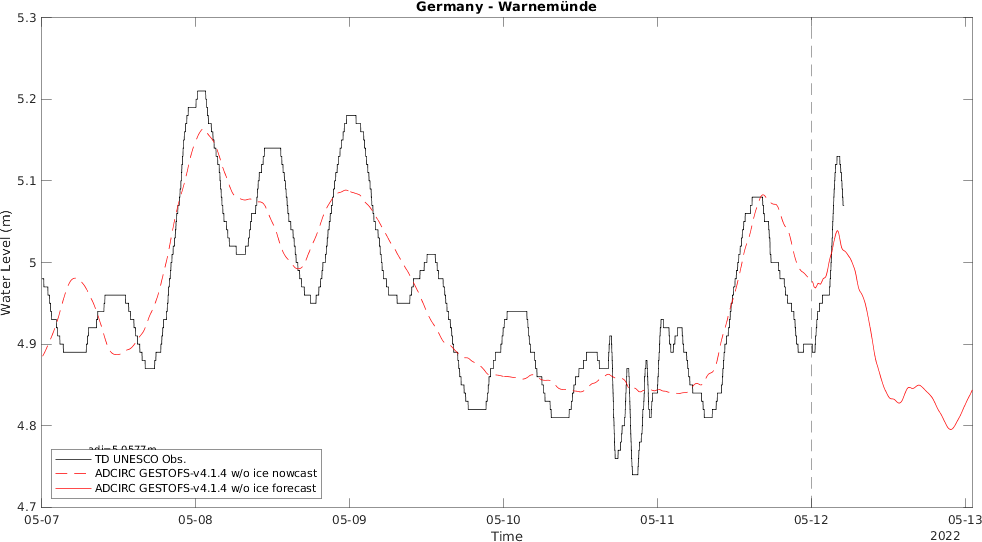 Germany - Warnemünde
5.3
5.2
5.1
5
4.9
4.8
4.7
Water Level (m)
adj=5.0577m
TD UNESCO Obs.
ADCIRC GESTOFS-v4.1.4 w/o ice nowcast
ADCIRC GESTOFS-v4.1.4 w/o ice forecast
05-07 05-08 05-09 05-10 05-11 05-12 05-13
Time
2022